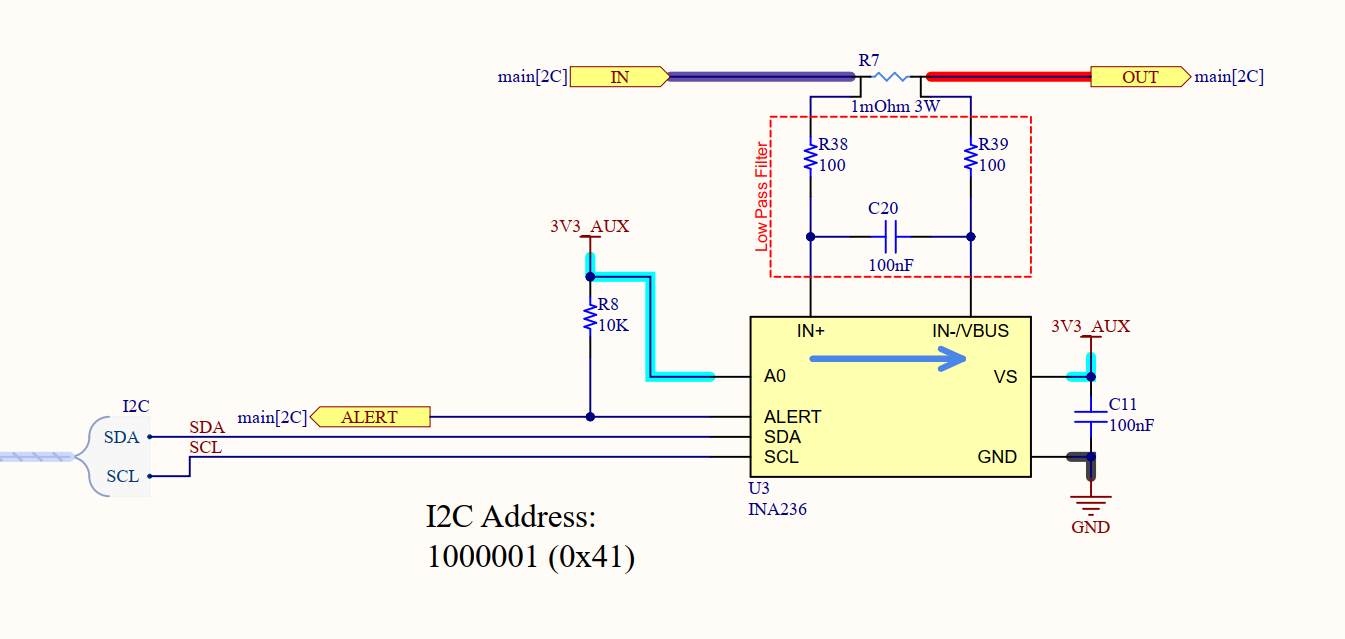 R7
main[2C]
IN
OUT
main[2C]
1mOhm 3W
Low Pass Filter
R38
100
R39
100
C20
100nF
3V3_AUX
R8
10K
IN+
IN-/VBUS
3V3_AUX
A0
VS
I2C
C11
100nF
main[2C]
ALERT
ALERT
SDA
SDA
SDA
SCL
SCL
SCL
GND
U3
INA236
GND
I2C Address:
1000001 (0x41)